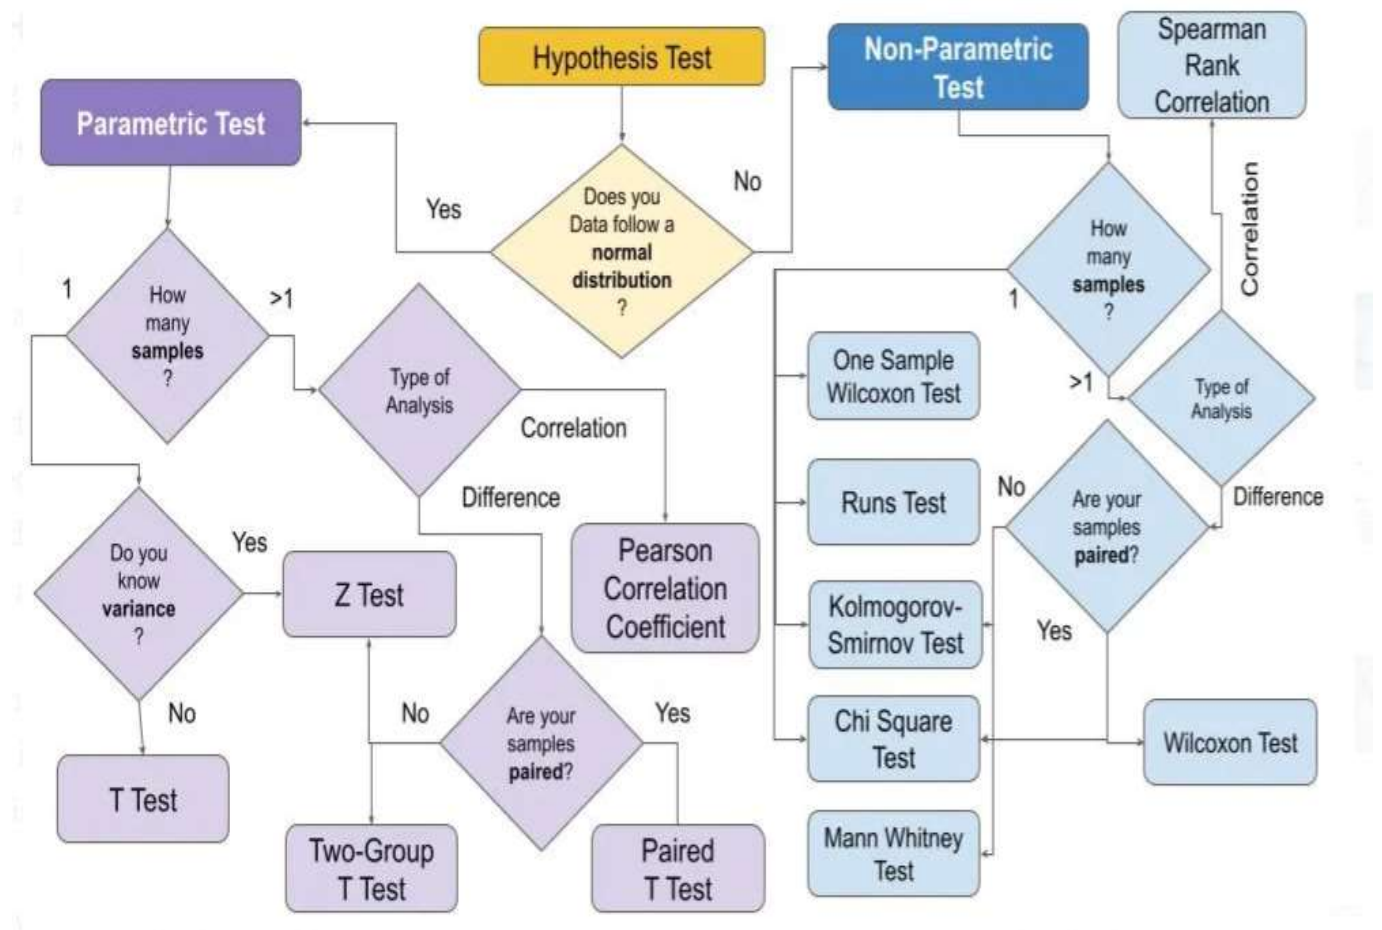 Hypothesis Test
Non-Parametric
Test
Spearman
Rank
Correlation
Parametric Test
Yes
No
Does you
Data follow a
normal
distribution
?
Correlation
How
many
samples
?
1
>1
How
many
samples
?
1
>1
Type of
Analysis
Correlation
Difference
One Sample
Wilcoxon Test
Type of
Analysis
Difference
Runs Test
No
Are your
samples
paired?
Yes
Do you
know
variance
?
Yes
No
Z Test
Pearson
Correlation
Coefficient
Kolmogorov-
Smirnov Test
Are your
samples
paired?
No
Yes
Chi Square
Test
Wilcoxon Test
T Test
Two-Group
T Test
Paired
T Test
Mann Whitney
Test